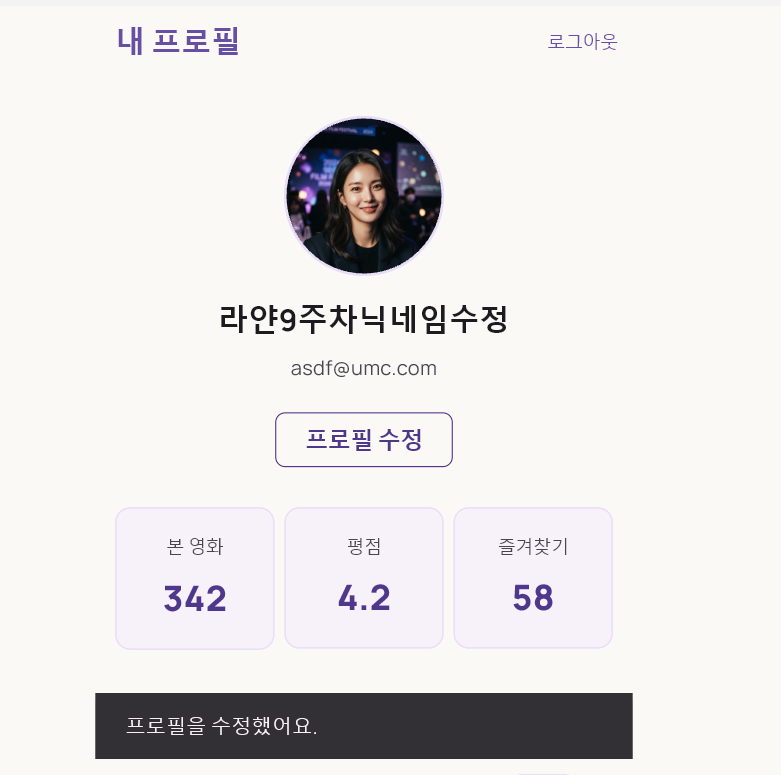 내 프로필
로그아웃
라얀9주차닉네임수정
asdf@umc.com
프로필 수정
본 영화
평점
즐겨찾기
342
4.2
58
프로필을 수정했어요.